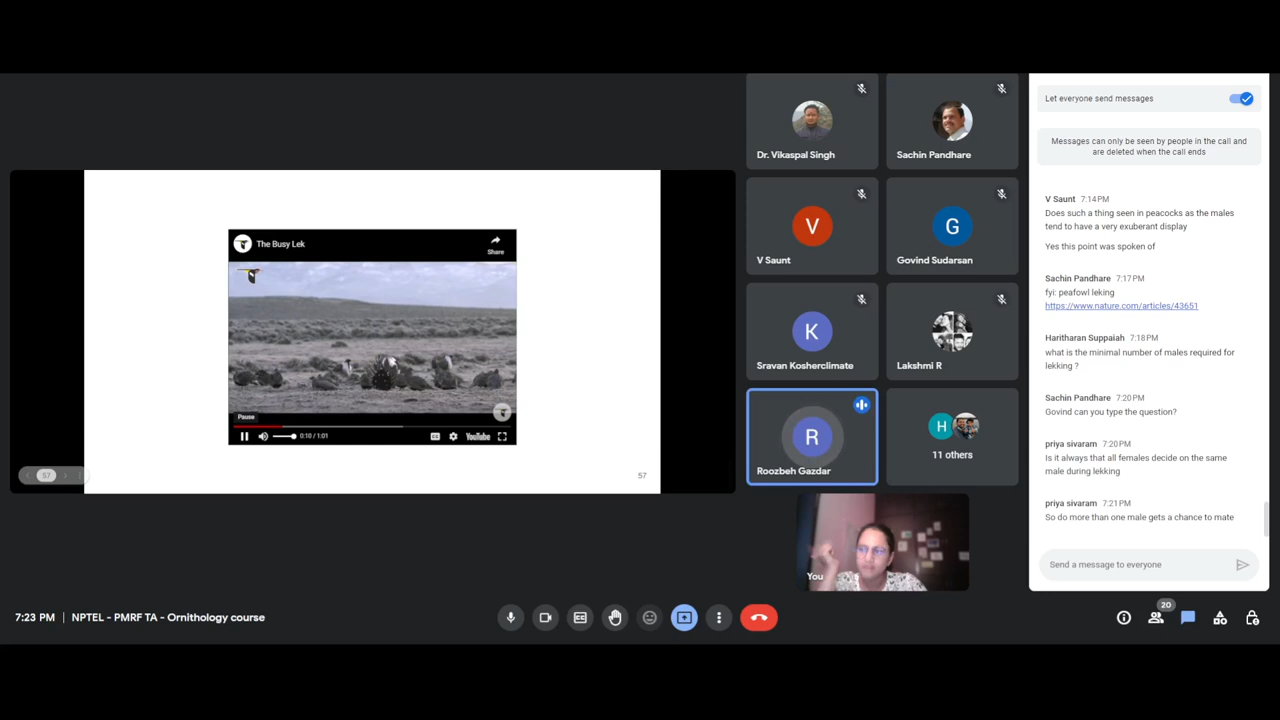 The Busy Lek
Share
Pause
0:10 / 1:01
YouTube
57
57
Dr. Vikaspal Singh
Sachin Pandhare
V
V Saunt
G
Govind Sudarsan
K
Sravan Kosherclimate
Lakshmi R
R
Roozbeh Gazdar
H
11 others
You
Let everyone send messages
Messages can only be seen by people in the call and
are deleted when the call ends
V Saunt 7:14 PM
Does such a thing seen in peacocks as the males
tend to have a very exuberant display
Yes this point was spoken of
Sachin Pandhare 7:17 PM
fyi: peafowl leking
https://www.nature.com/articles/43651
Haritharan Suppaiah 7:18 PM
what is the minimal number of males required for
lekking ?
Sachin Pandhare 7:20 PM
Govind can you type the question?
priya sivaram 7:20 PM
Is it always that all females decide on the same
male during lekking
priya sivaram 7:21 PM
So do more than one male gets a chance to mate
Send a message to everyone
7:23 PM | NPTEL - PMRF TA - Ornithology course
20